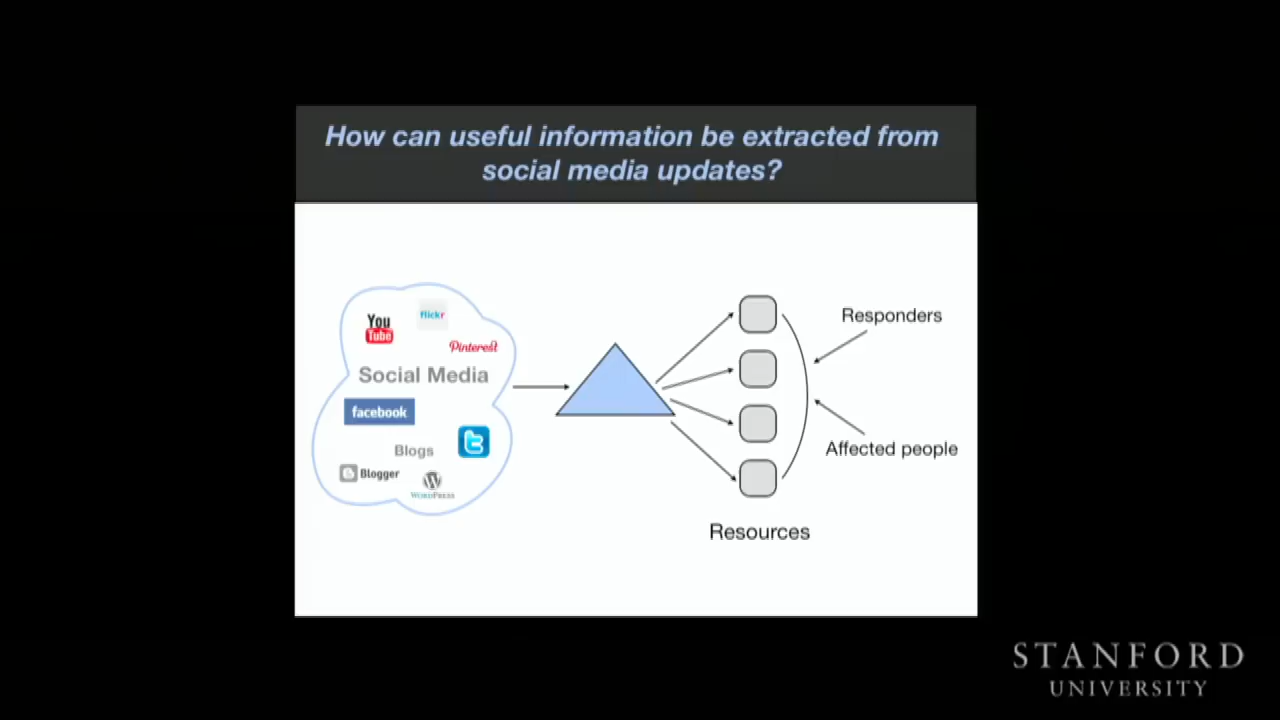 How can useful information be extracted from
social media updates?
You
Tube
flickr
Pinterest
Social Media
facebook
Blogs
Blogger
WORDPRESS
Responders
Affected people
Resources
STANFORD
UNIVERSITY